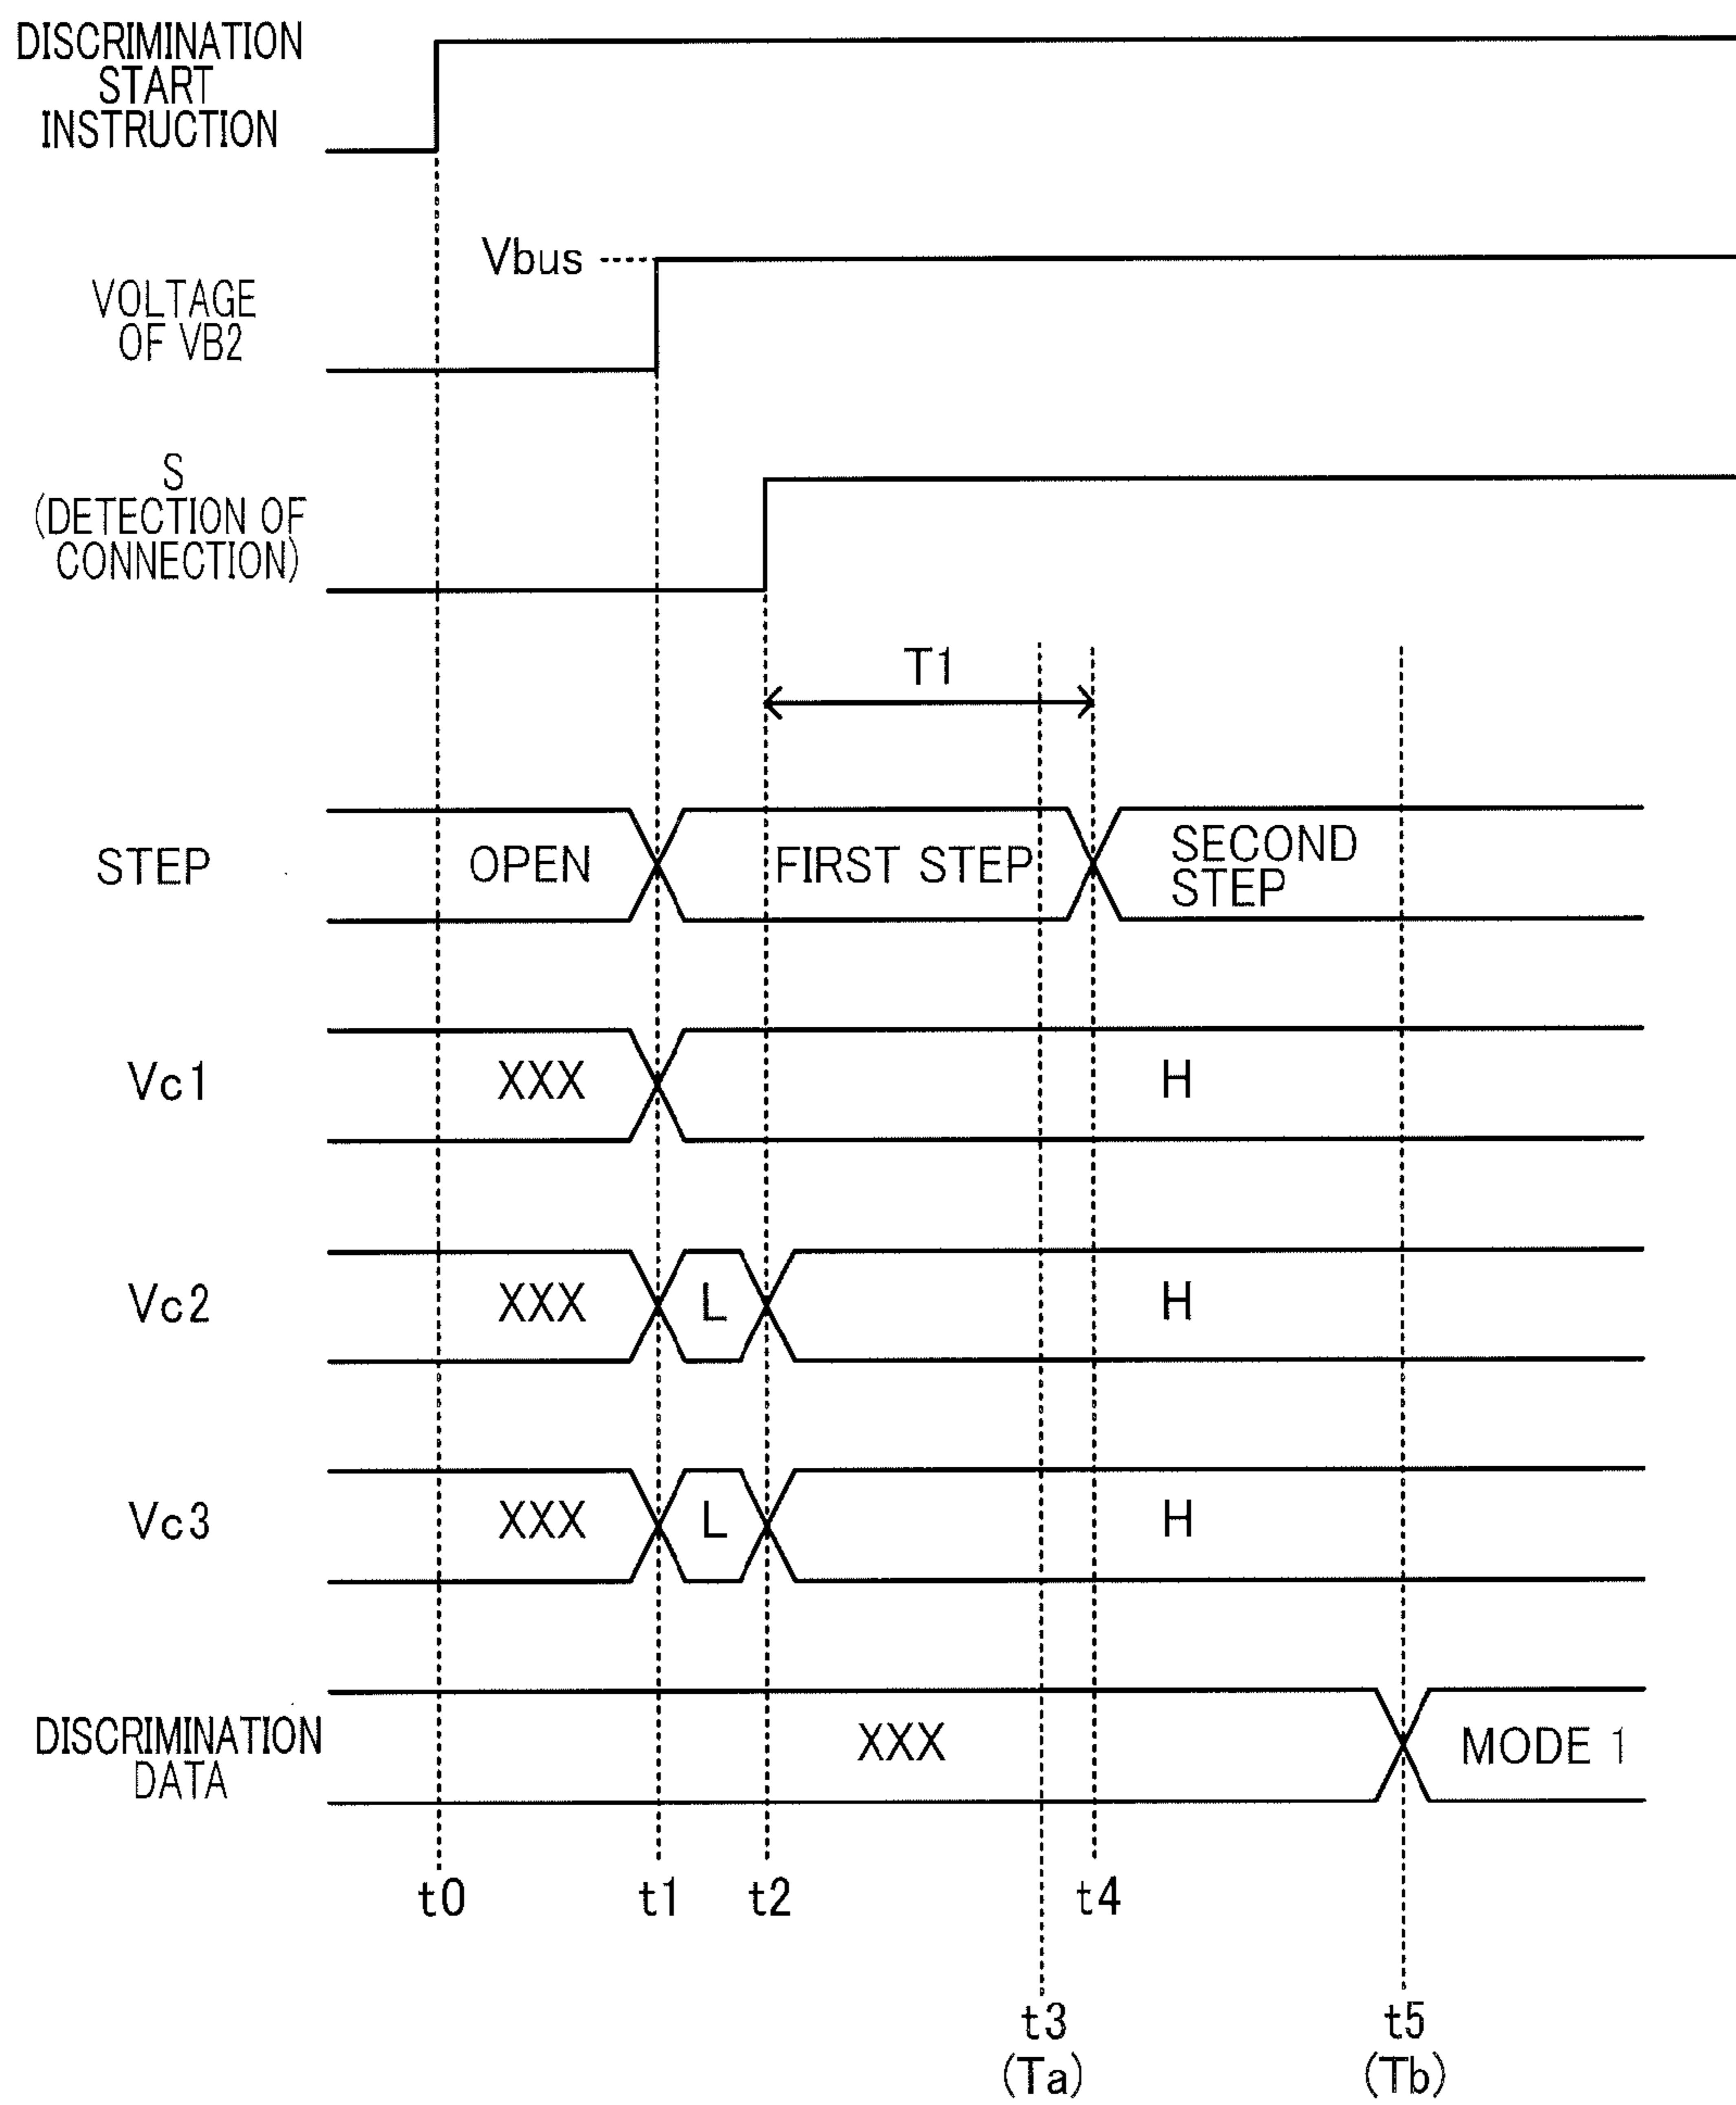 DISCRIMINATION
START
INSTRUCTION
Vbus
VOLTAGE
OF VB2
S
(DETECTION OF
CONNECTION)
T1
STEP
OPEN
FIRST STEP
SECOND
STEP
Vc1
XXX
H
Vc2
XXX
L
H
Vc3
XXX
L
H
DISCRIMINATION
DATA
XXX
MODE 1
t0
t1
t2
t4
t3
(Ta)
t5
(Tb)